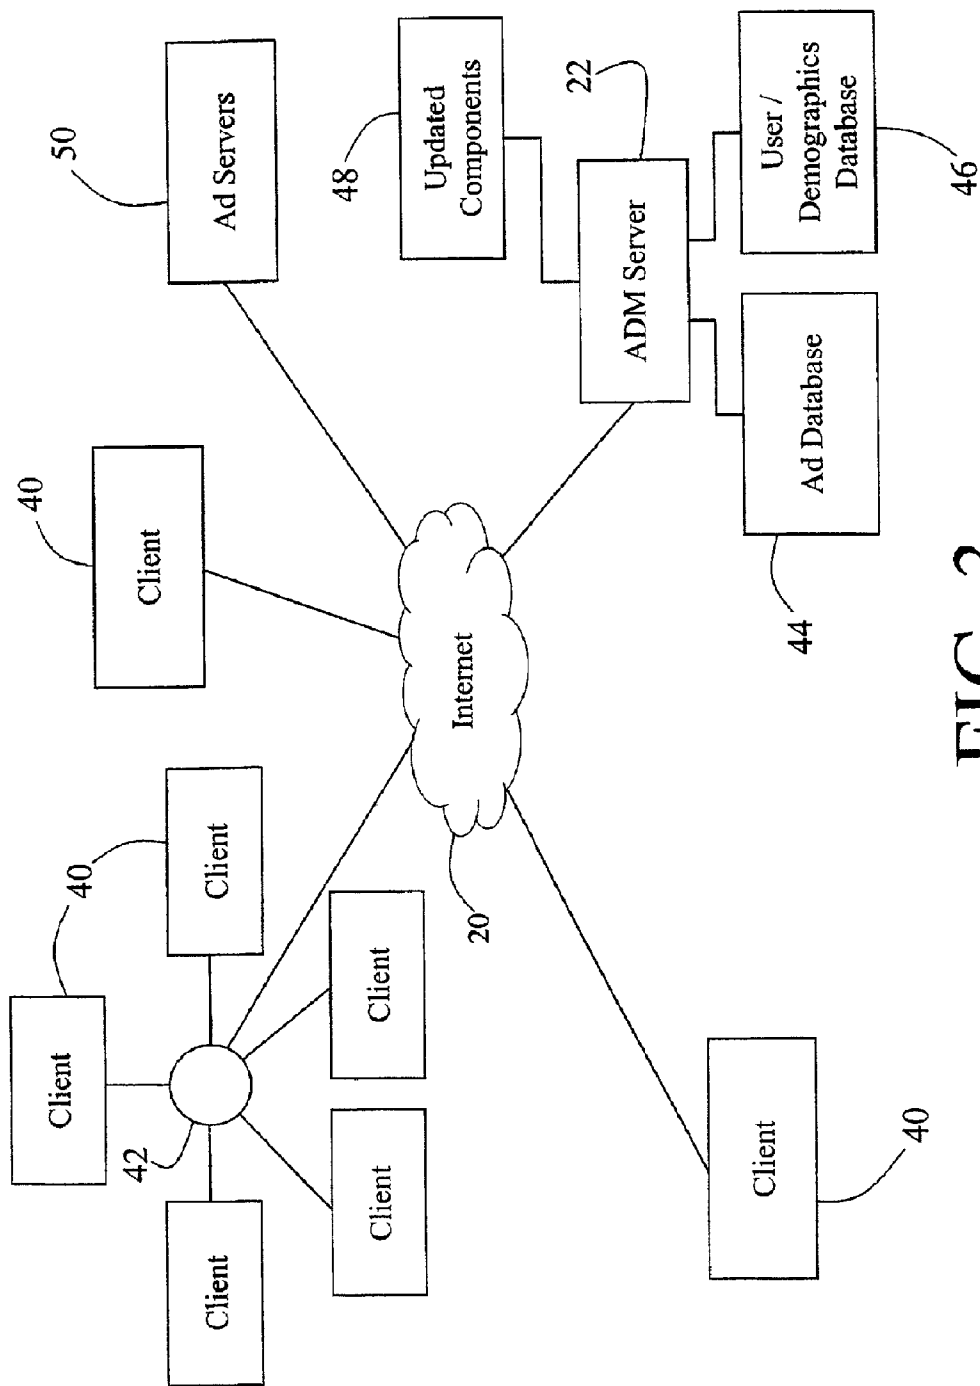 40
50
Client
40
42
Client
Client
Client
Ad Servers
Client
Client
48
Updated
Components
Internet
20
22
ADM Server
Client
User /
Demographics
Database
Ad Database
44
46
40
FIG. 2